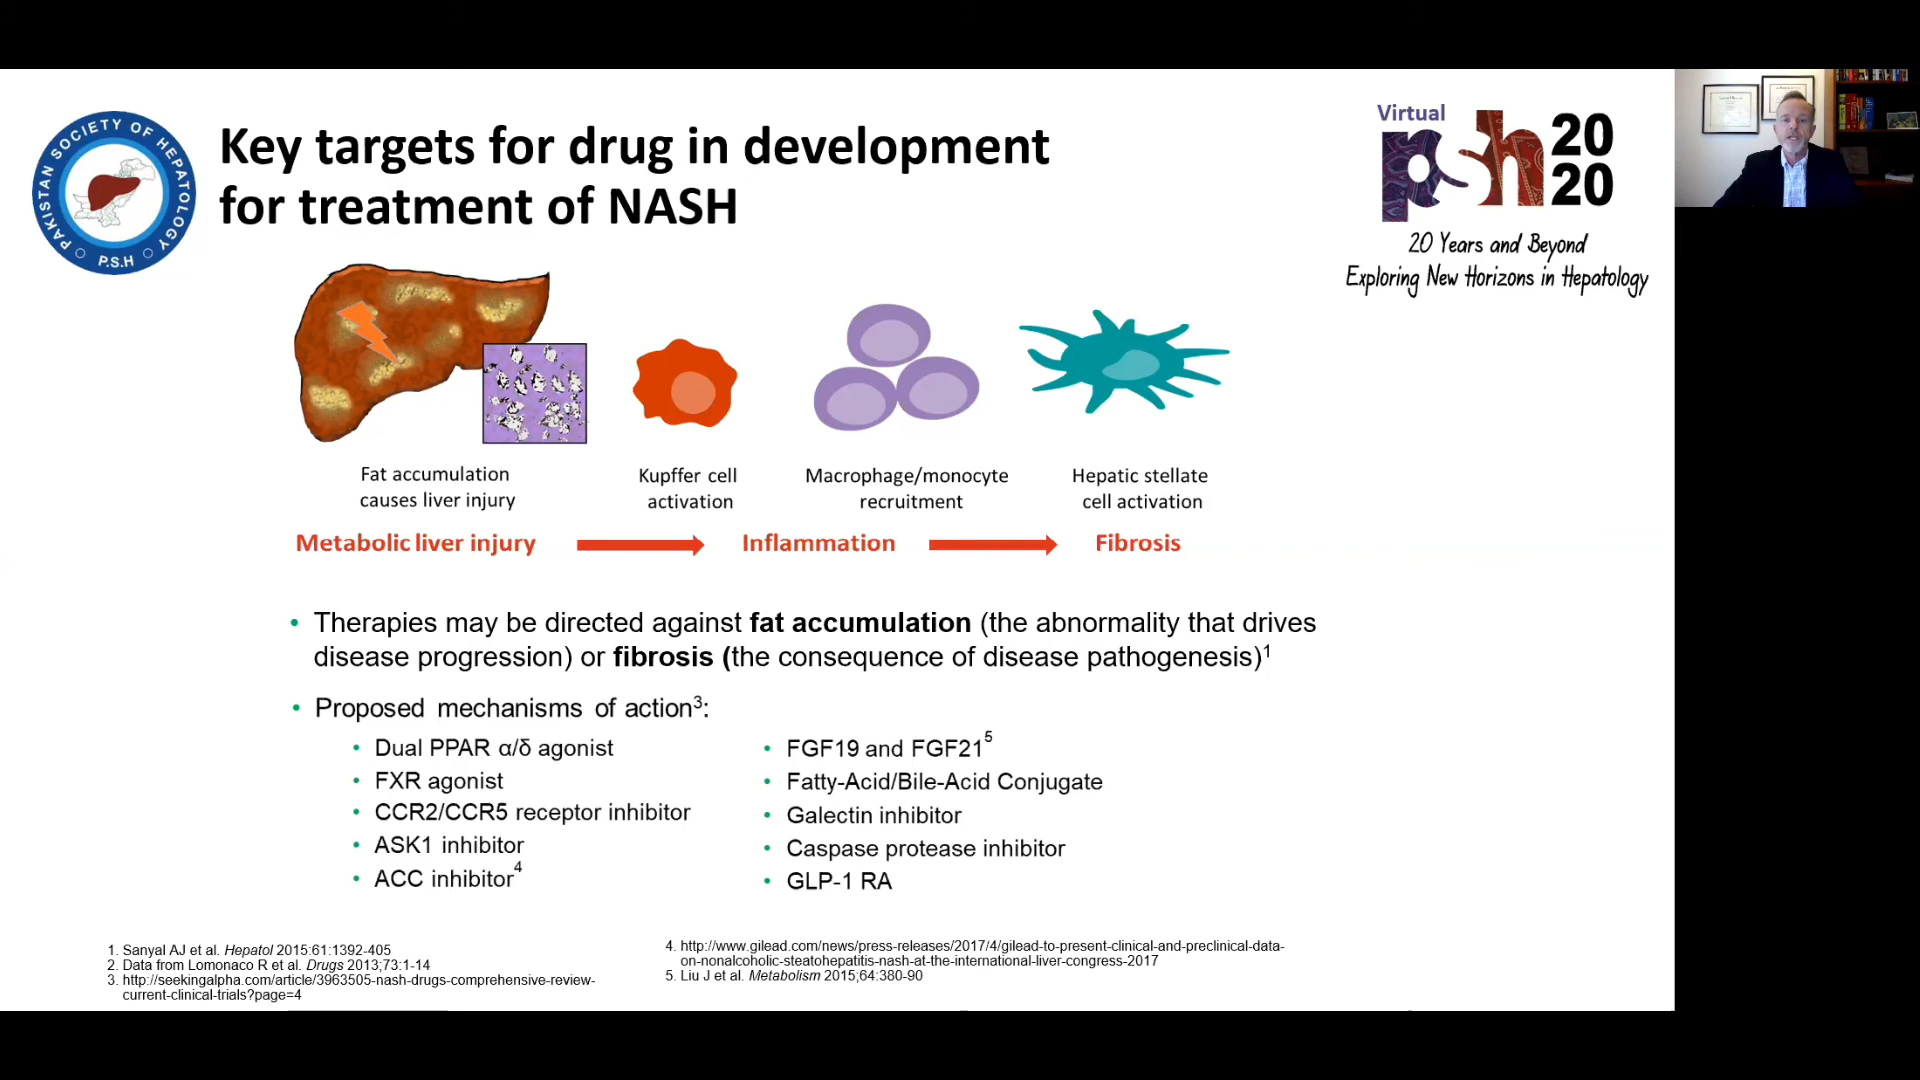 PAKISTAN SOCIETY OF HEPATOLOGY
P.S.H
Key targets for drug in development
for treatment of NASH
Virtual
psh 20
20
20 Years and Beyond
Exploring New Horizons in Hepatology
Fat accumulation
causes liver injury
Kupffer cell
activation
Macrophage/monocyte
recruitment
Hepatic stellate
cell activation
Metabolic liver injury
Inflammation
Fibrosis
• Therapies may be directed against fat accumulation (the abnormality that drives
disease progression) or fibrosis (the consequence of disease pathogenesis)1
• Proposed mechanisms of action3:
• Dual PPAR α/δ agonist
• FXR agonist
• CCR2/CCR5 receptor inhibitor
• ASK1 inhibitor
• ACC inhibitor4
• FGF19 and FGF215
• Fatty-Acid/Bile-Acid Conjugate
• Galectin inhibitor
• Caspase protease inhibitor
• GLP-1 RA
1. Sanyal AJ et al. Hepatol 2015:61:1392-405
2. Data from Lomonaco R et al. Drugs 2013;73:1-14
3. http://seekingalpha.com/article/3963505-nash-drugs-comprehensive-review-
current-clinical-trials?page=4
4. http://www.gilead.com/news/press-releases/2017/4/gilead-to-present-clinical-and-preclinical-data-
on-nonalcoholic-steatohepatitis-nash-at-the-international-liver-congress-2017
5. Liu J et al. Metabolism 2015;64:380-90